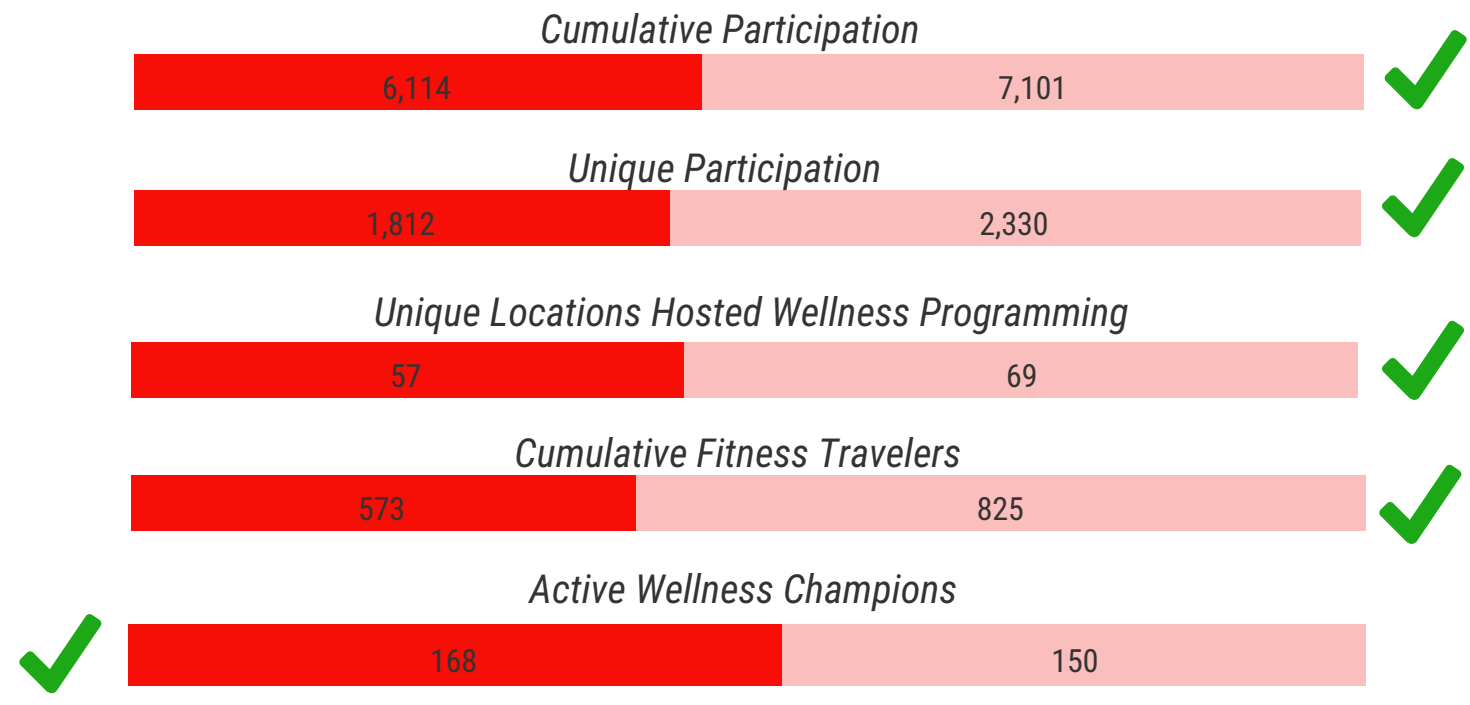 Cumulative Participation
6,114 7,101
Unique Participation
1,812 2,330
Unique Locations Hosted Wellness Programming
57 69
Cumulative Fitness Travelers
573 825
Active Wellness Champions
168 150